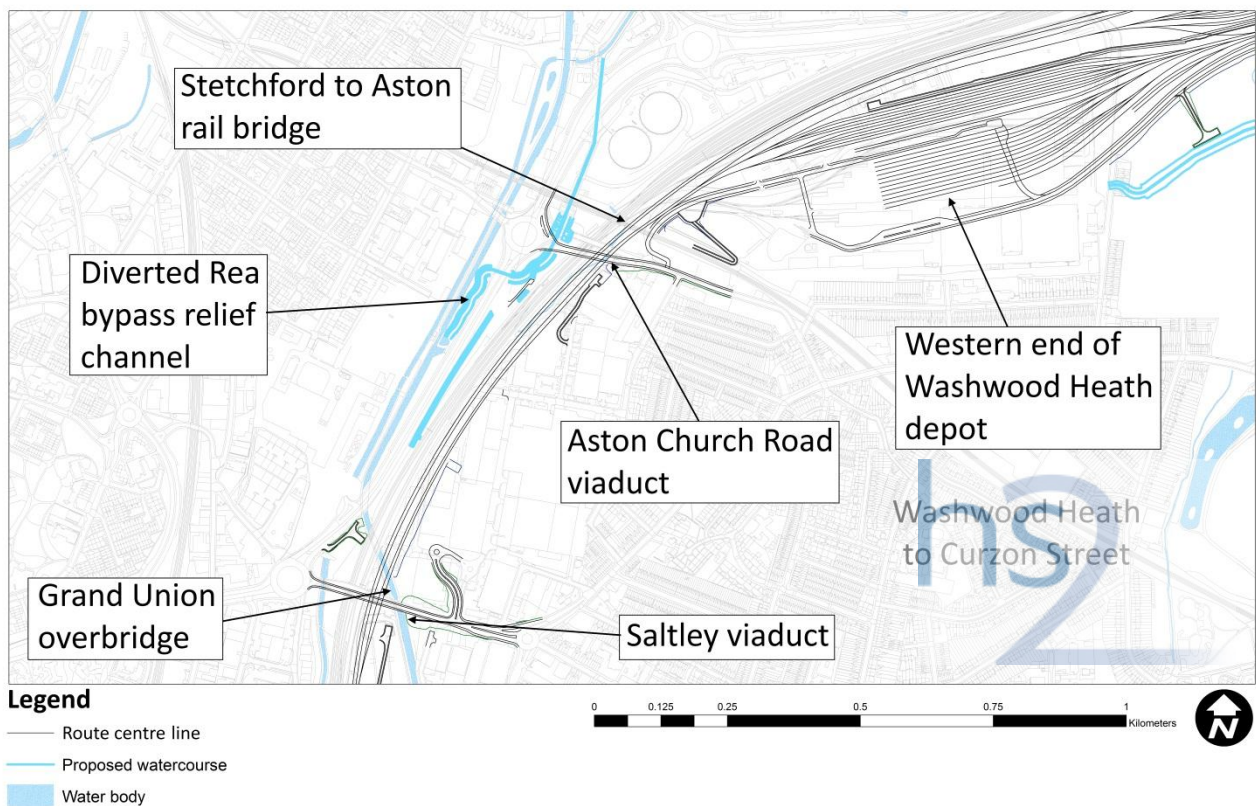 Stetchford to Aston
rail bridge
Diverted Rea
bypass relief
channel
Western end of
Washwood Heath
depot
Aston Church Road
viaduct
hs2
Washwood Heath
to Curzon Street
Grand Union
overbridge
Saltley viaduct
Legend
Route centre line
Proposed watercourse
Water body
0 0.125 0.25 0.5 0.75 1
Kilometers
N